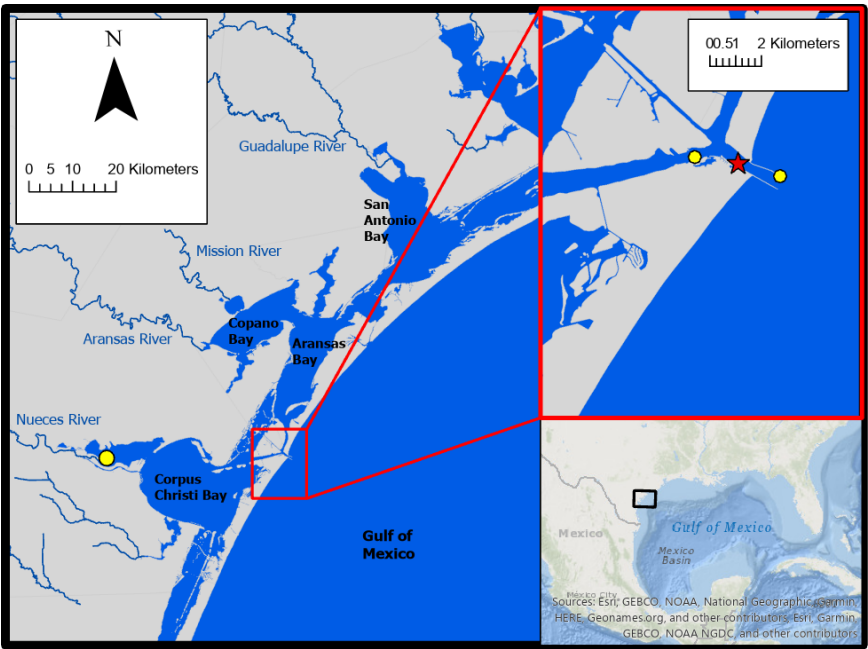 N
0 5 10 20 Kilometers
00.51 2 Kilometers
Guadalupe River
San
Antonio
Bay
Mission River
Copano
Bay
Aransas River
Aransas
Bay
Nueces River
Corpus
Christi Bay
Gulf of
Mexico
Mexico
Gulf of Mexico
Mexico
Basin
Mexico City
Sources: Esri, GEBCO, NOAA, National Geographic, Garmin,
HERE, Geonames.org, and other contributors, Esri, Garmin,
GEBCO, NOAA NGDC, and other contributors